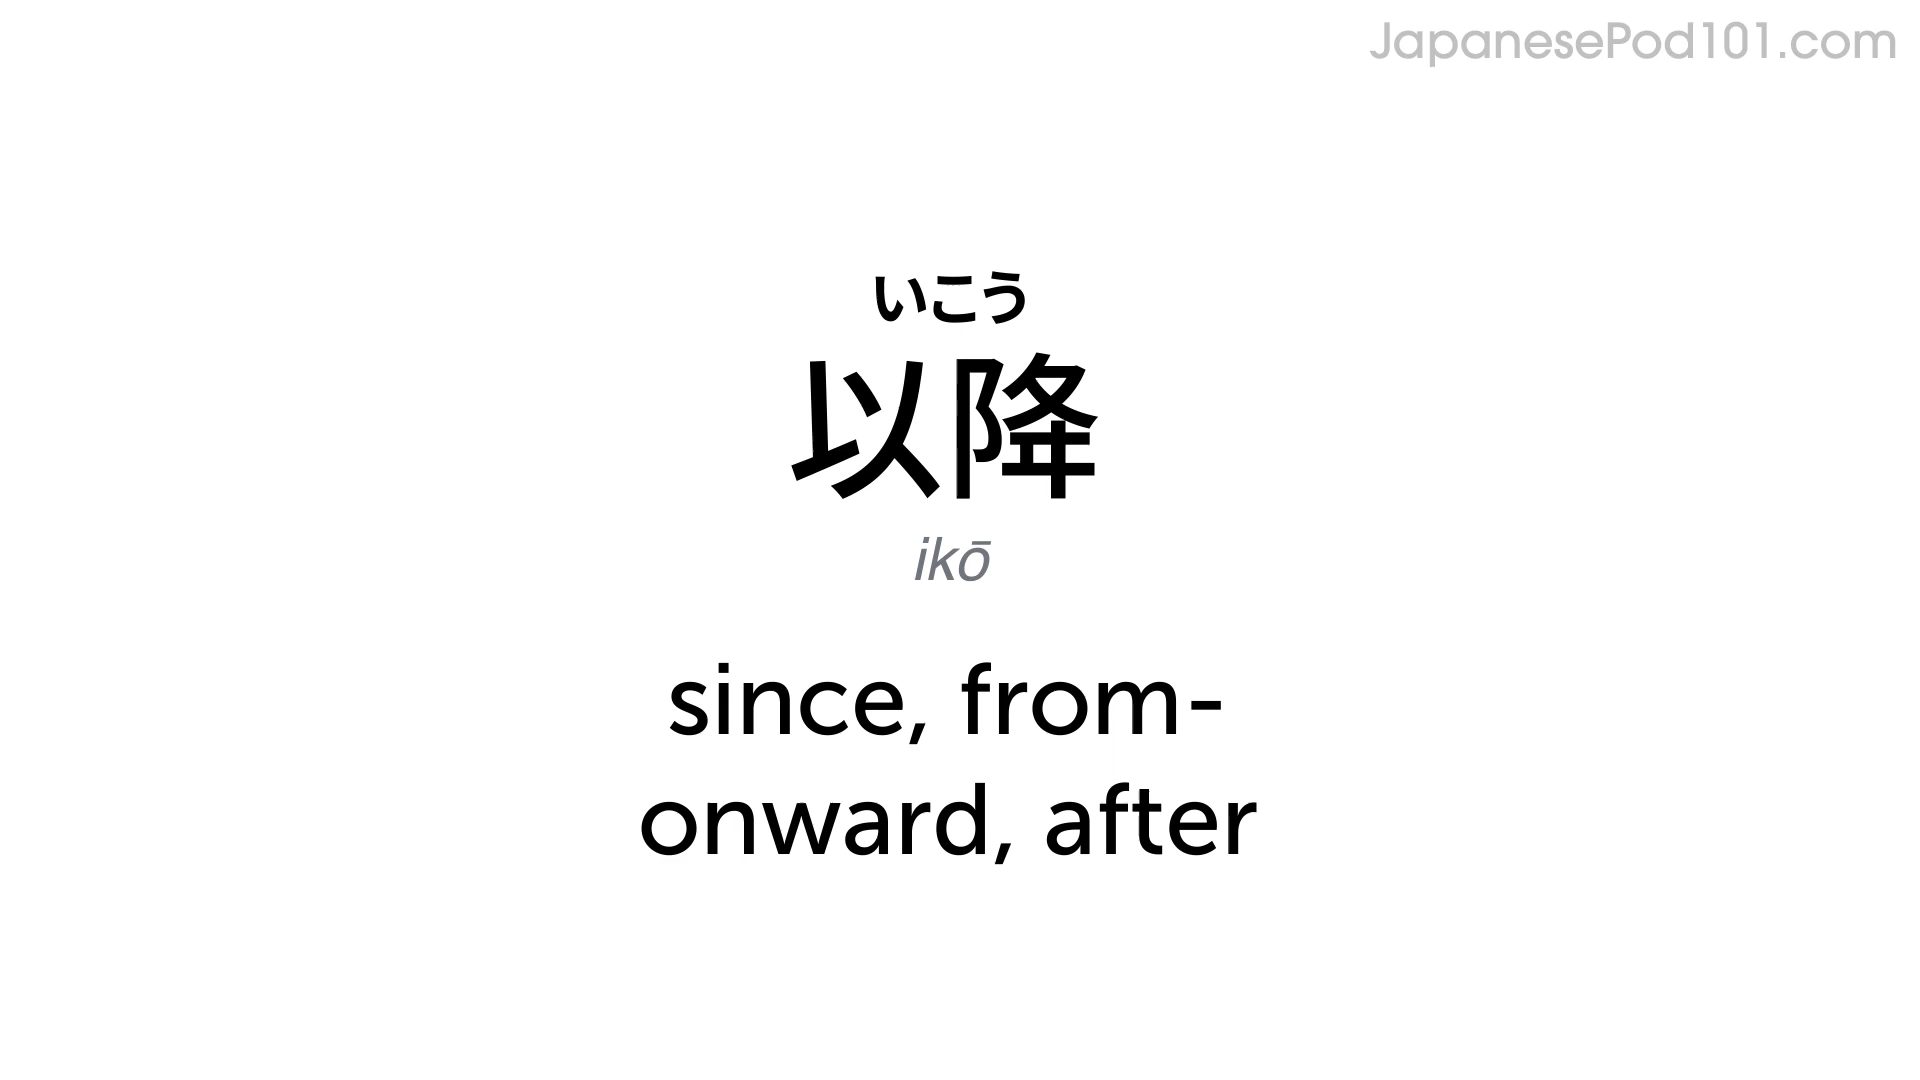 JapanesePod101.com
いこう
以降
ikō
since, from-
onward, after